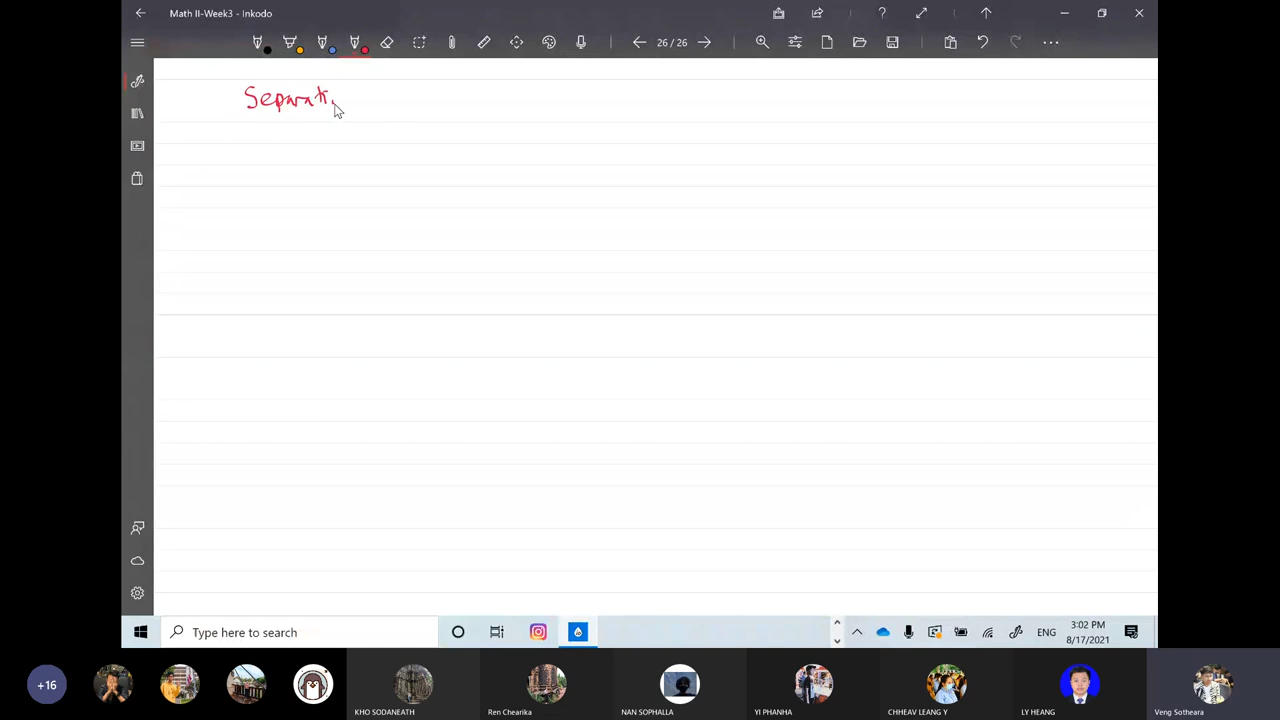 Math II-Week3 - Inkodo
26 / 26
Separati
Type here to search
ENG
3:02 PM
8/17/2021
+16
KHO SODANEATH
Ren Chearika
NAN SOPHALLA
YI PHANHA
CHHEAV LEANG Y
LY HEANG
Veng Sotheara